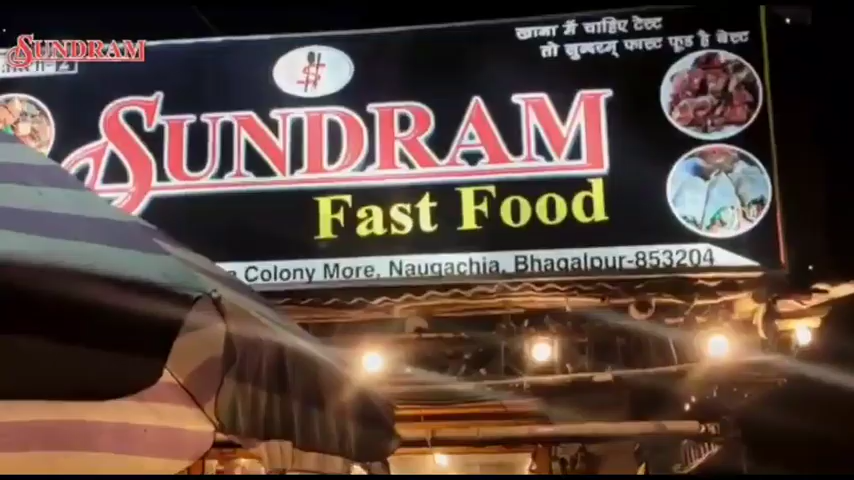 SUNDRAM
खाना में चाहिए टेस्ट
तो सुन्दरम् फास्ट फूड है बेस्ट
SUNDRAM
Fast Food
Colony More, Naugachia, Bhagalpur-853204